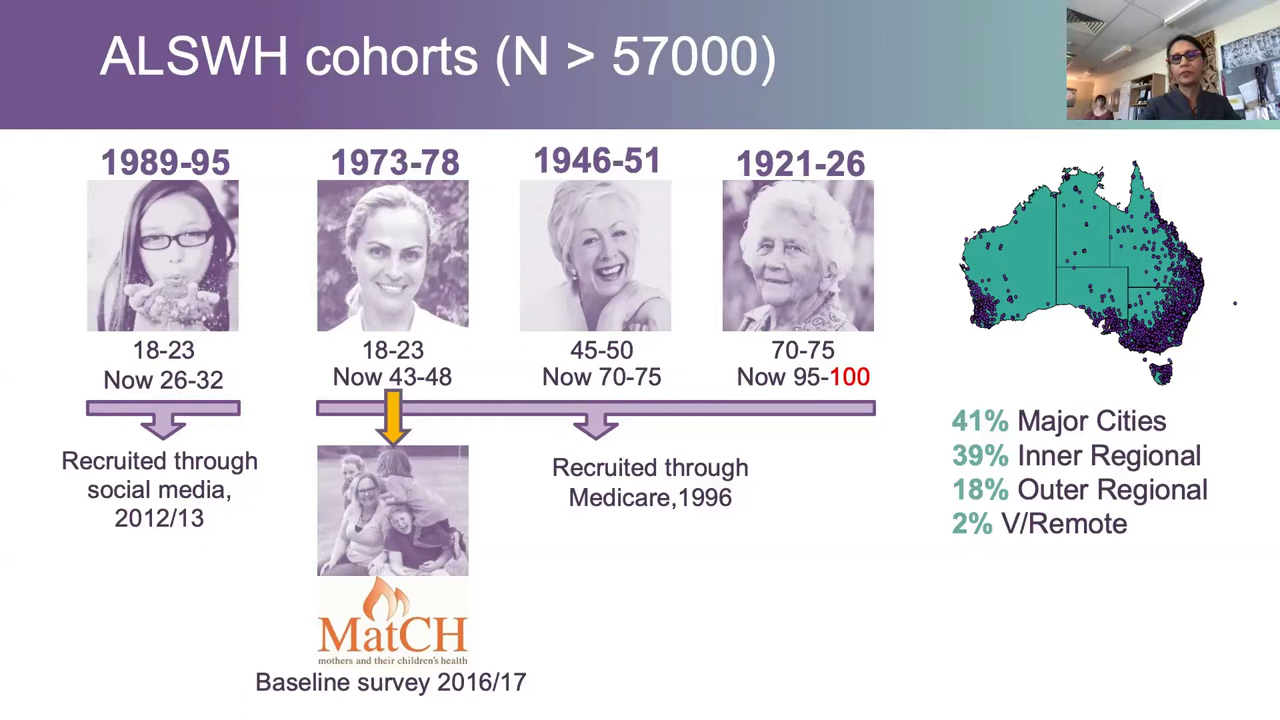 ALSWH cohorts (N > 57000)
1989-95
1973-78
1946-51
1921-26
18-23
Now 26-32
18-23
Now 43-48
45-50
Now 70-75
70-75
Now 95-100
Recruited through
social media,
2012/13
Recruited through
Medicare,1996
MatCH
mothers and their children's health
Baseline survey 2016/17
41% Major Cities
39% Inner Regional
18% Outer Regional
2% V/Remote